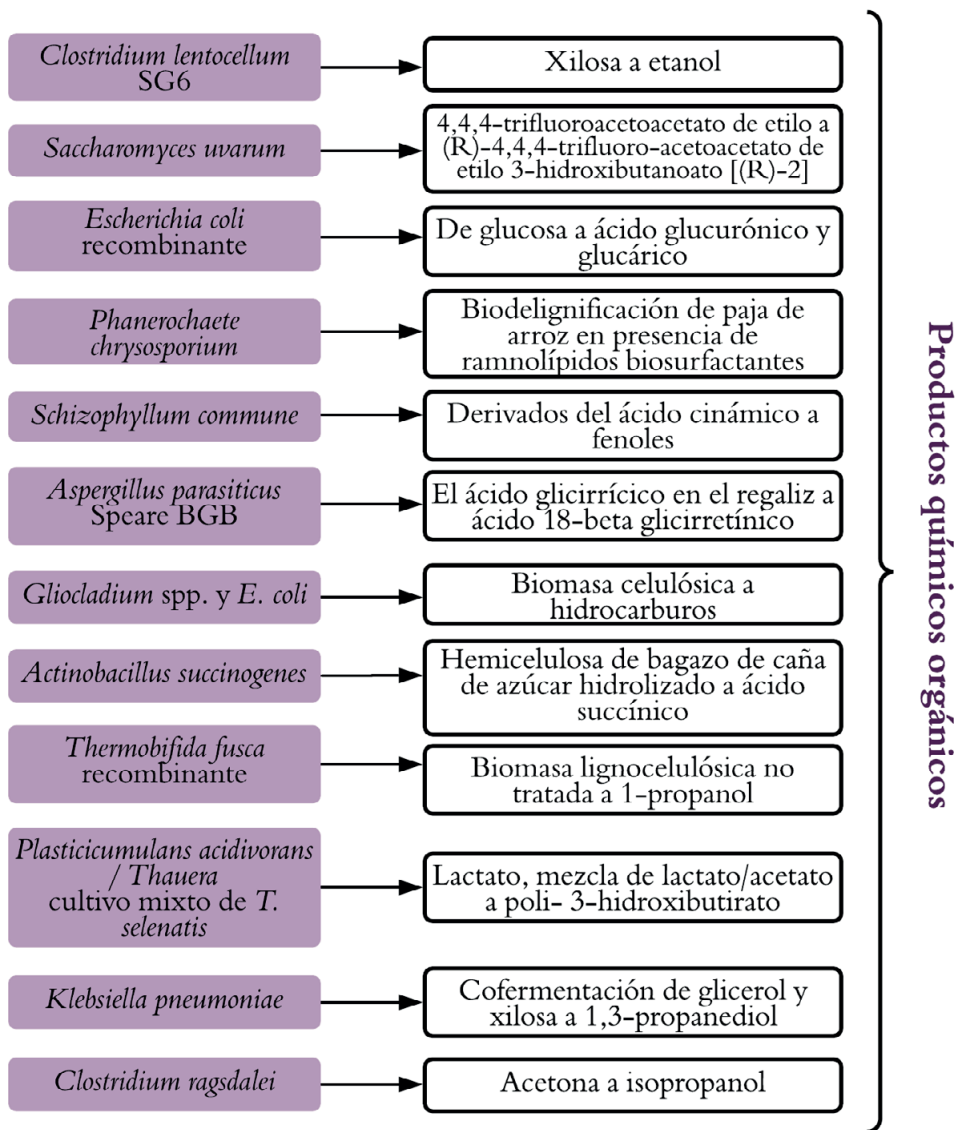 Clostridium lentocellum
SG6
Xilosa a etanol
Saccharomyces uvarum
4,4,4-trifluoroacetoacetato de etilo a
(R)-4,4,4-trifluoro-acetoacetato de
etilo 3-hidroxibutanoato [(R)-2]
Escherichia coli
recombinante
De glucosa a ácido glucurónico y
glucárico
Phanerochaete
chrysosporium
Biodelignificación de paja de
arroz en presencia de
ramnolípidos biosurfactantes
Schizophyllum commune
Derivados del ácido cinámico a
fenoles
Aspergillus parasiticus
Speare BGB
El ácido glicirrícico en el regaliz a
ácido 18-beta glicirretínico
Gliocladium spp. y E. coli
Biomasa celulósica a
hidrocarburos
Actinobacillus succinogenes
Hemicelulosa de bagazo de caña
de azúcar hidrolizado a ácido
succínico
Thermobifida fusca
recombinante
Biomasa lignocelulósica no
tratada a 1-propanol
Plasticicumulans acidivorans
/ Thauera
cultivo mixto de T.
selenatis
Lactato, mezcla de lactato/acetato
a poli- 3-hidroxibutirato
Klebsiella pneumoniae
Cofermentación de glicerol y
xilosa a 1,3-propanediol
Clostridium ragsdalei
Acetona a isopropanol
Productos químicos orgánicos